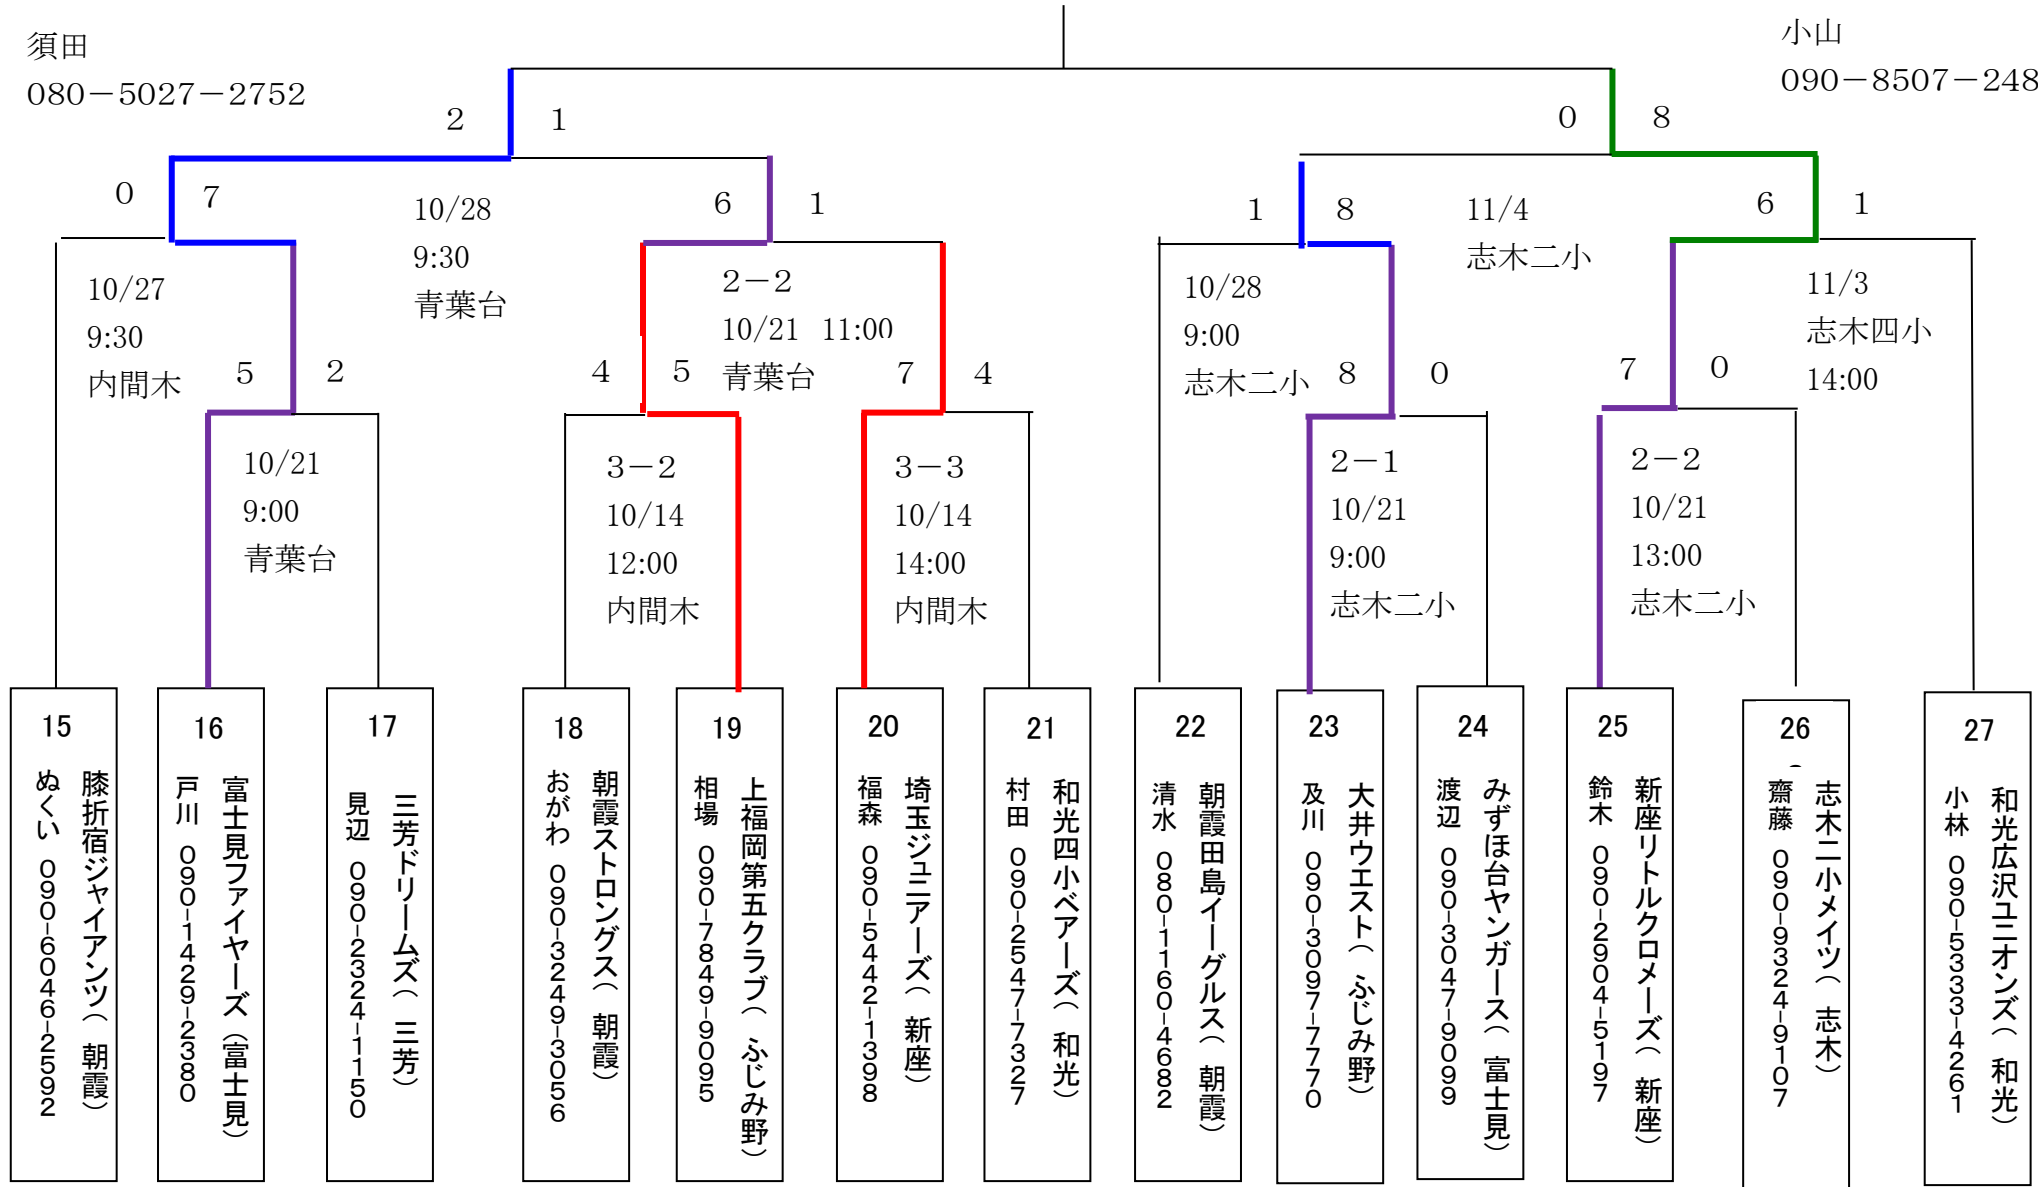 須田
080－5027－2752
小山
090－8507－248
2 1
0 8
0 7
6 1
1 8
6 1
10/28
9:30
青葉台
11/4
志木二小
10/27
9:30
内間木
2－2
10/21 11:00
青葉台
10/28
9:00
志木二小
11/3
志木四小
14:00
5 2
4 5
7 4
8 0
7 0
10/21
9:00
青葉台
3－2
10/14
12:00
内間木
3－3
10/14
14:00
内間木
2－1
10/21
9:00
志木二小
2－2
10/21
13:00
志木二小
15
膝折宿ジャイアンツ（ 朝霞）
ぬくい 090-6046-2592
16
富士見ファイヤーズ（富士見）
戸川 090-1429-2380
17
三芳ドリームズ（ 三芳）
見辺 090-2324-1150
18
朝霞ストロングス（ 朝霞）
おがわ 090-3249-3056
19
上福岡第五クラブ（ ふじみ野）
相場 090-7849-9095
20
埼玉ジュニアーズ（ 新座）
福森 090-5442-1398
21
和光四小ベアーズ（ 和光）
村田 090-2547-7327
22
朝霞田島イーグルス（ 朝霞）
清水 080-1160-4682
23
大井ウエスト（ ふじみ野）
及川 090-3097-7770
24
みずほ台ヤンガース（ 富士見）
渡辺 090-3047-9099
25
新座リトルクロメーズ（ 新座）
鈴木 090-2904-5197
26
志木二小メイツ（ 志木）
齋藤 090-9324-9107
27
和光広沢ユニオンズ（ 和光）
小林 090-5333-4261